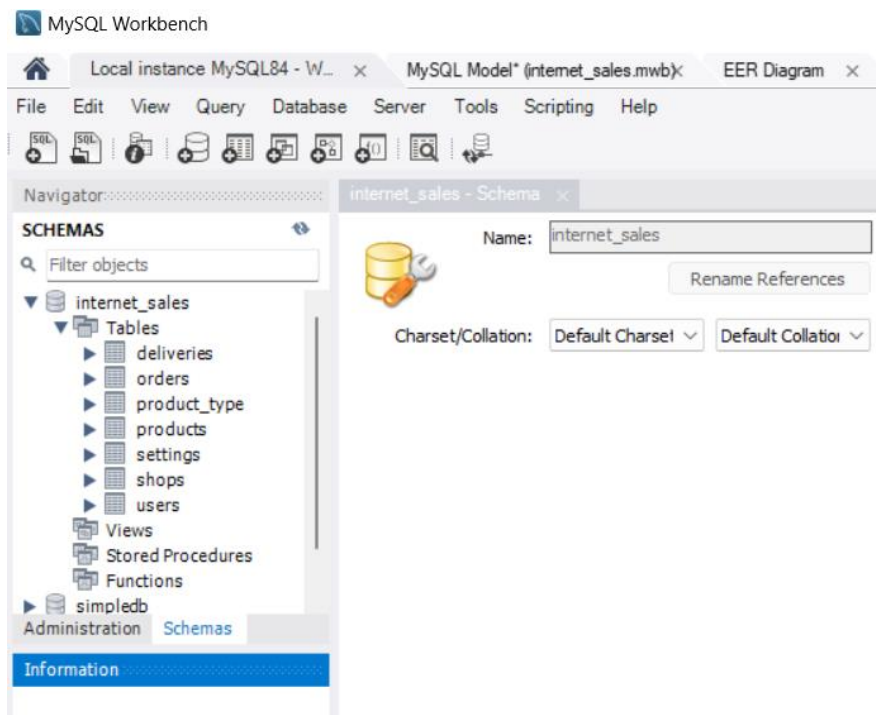 MySQL Workbench
Local instance MySQL84 - W... × MySQL Model* (internet_sales.mwb)× EER Diagram ×
File Edit View Query Database Server Tools Scripting Help
SQL SQL
Navigator internet_sales - Schema ×
SCHEMAS
Name: internet_sales
Filter objects
Rename References
internet_sales
Tables
Charset/Collation: Default Charset Default Collation
deliveries
orders
product_type
products
settings
shops
users
Views
Stored Procedures
Functions
simpledb
Administration Schemas
Information